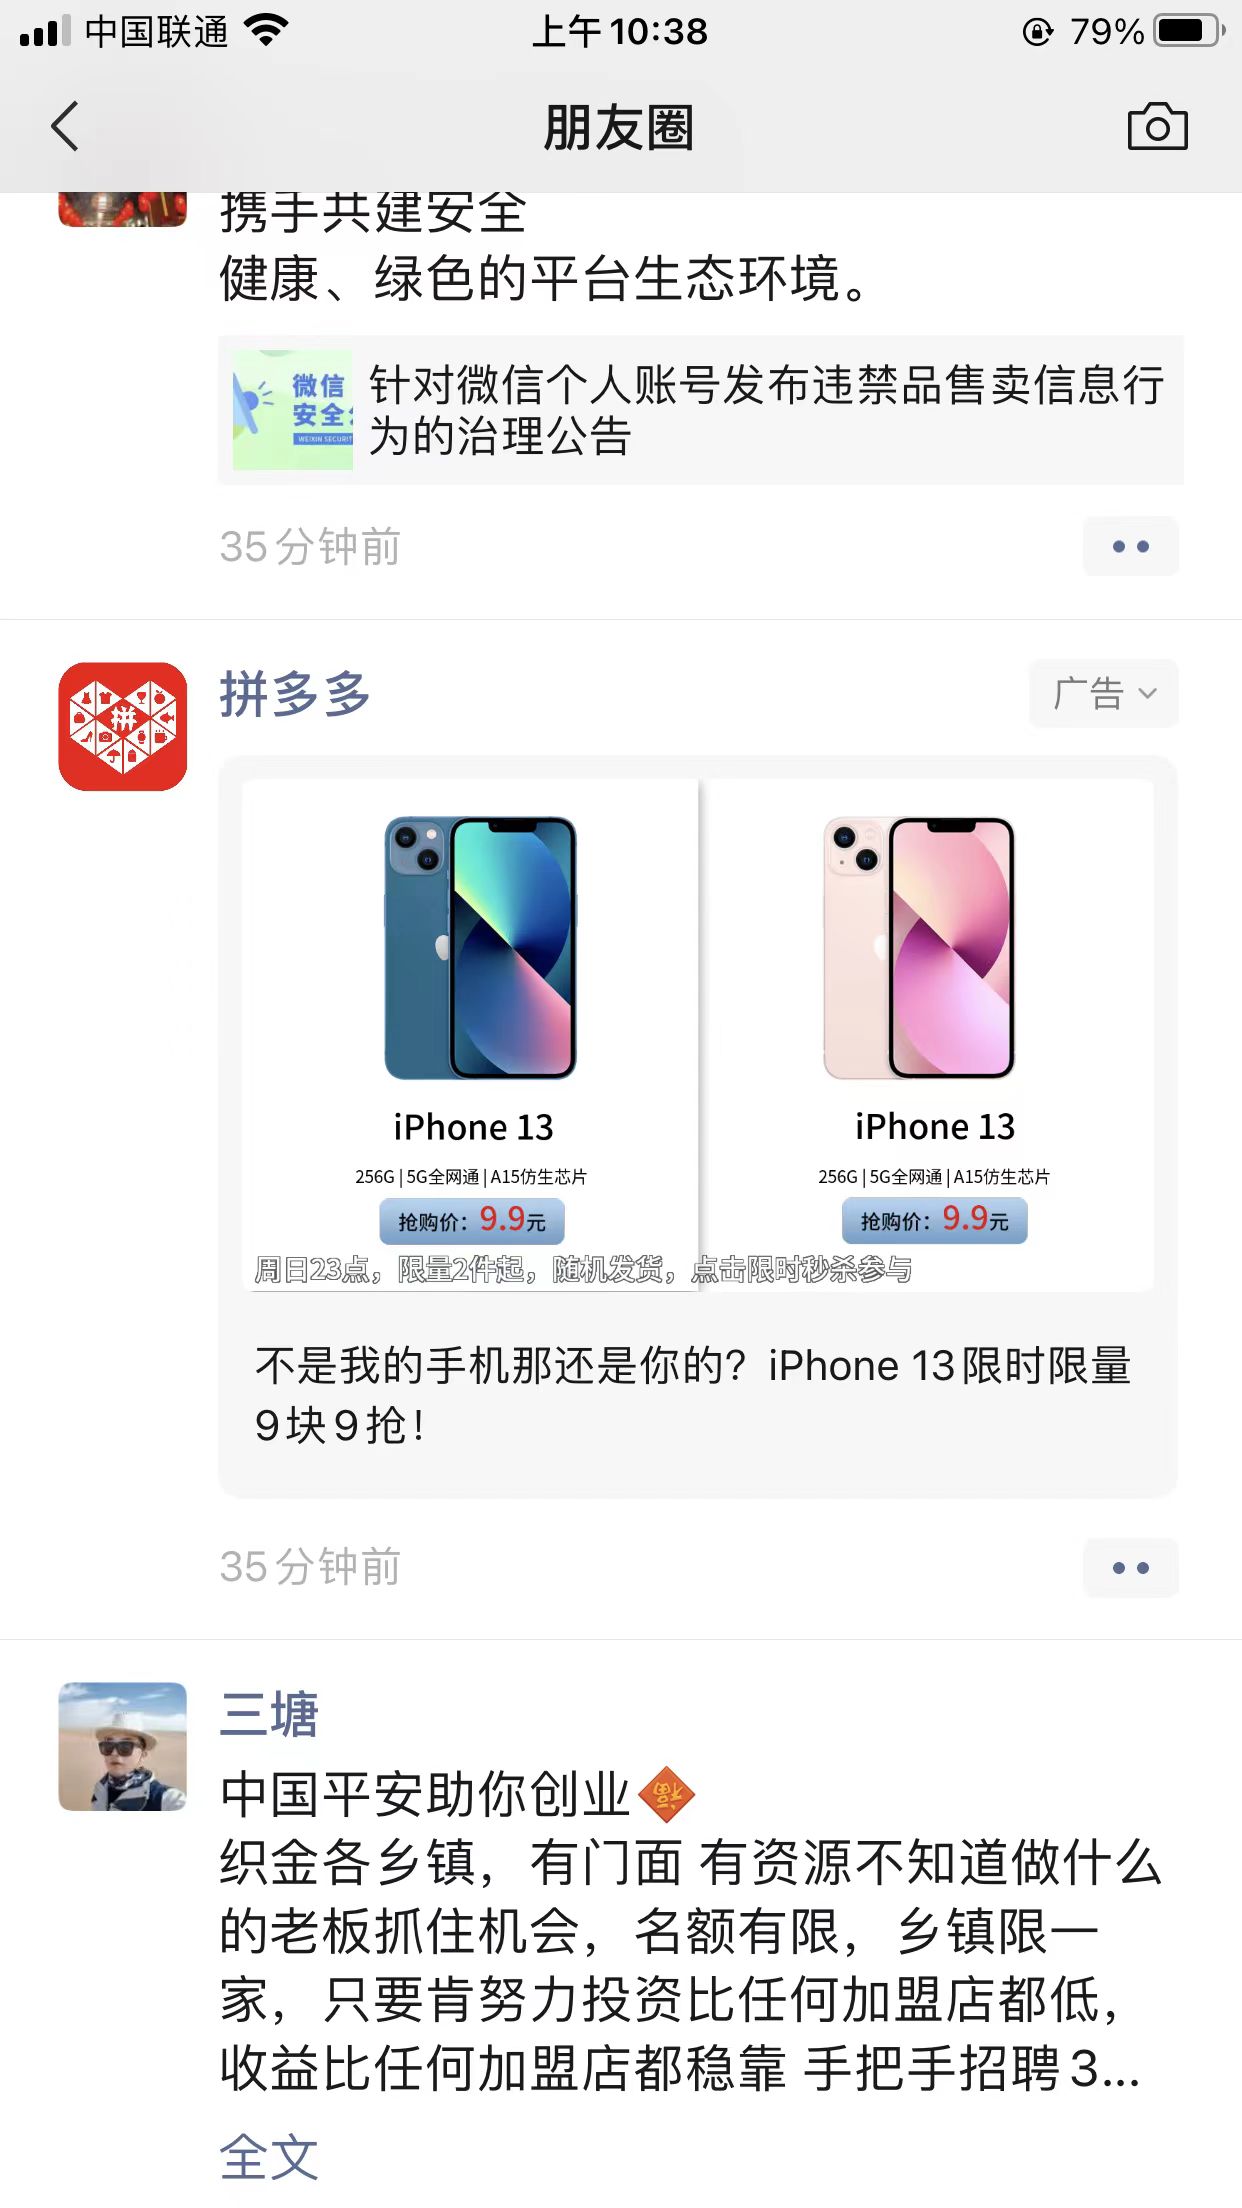 中国联通
上午10:38
79%
朋友圈
携手共建安全
健康、绿色的平台生态环境。
微信
安全
WEIXIN SECURIT
针对微信个人账号发布违禁品售卖信息行
为的治理公告
35分钟前
拼多多
广告
拼
iPhone 13
256G|5G全网通|A15仿生芯片
抢购价：9.9元
iPhone 13
256G|5G全网通|A15仿生芯片
抢购价：9.9元
周日23点，限量2件起，随机发货，点击限时秒杀参与
不是我的手机那还是你的？iPhone 13限时限量
9块9抢！
35分钟前
三塘
中国平安助你创业
福
织金各乡镇，有门面 有资源不知道做什么
的老板抓住机会，名额有限，乡镇限一
家，只要肯努力投资比任何加盟店都低，
收益比任何加盟店都稳靠 手把手招聘3...
全文